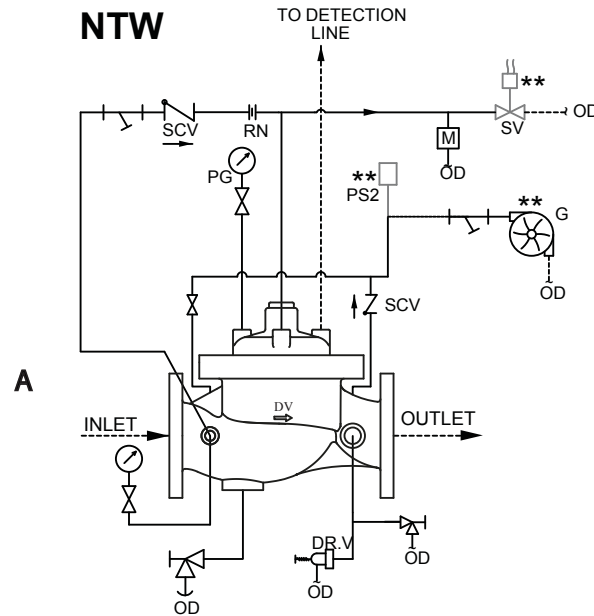 NTW
TO DETECTION
LINE
**
SCV
RN
SV
OD
M
PG
OD
**
PS2
**
G
OD
SCV
A
DV
INLET
OUTLET
DR.V
OD
OD
OD